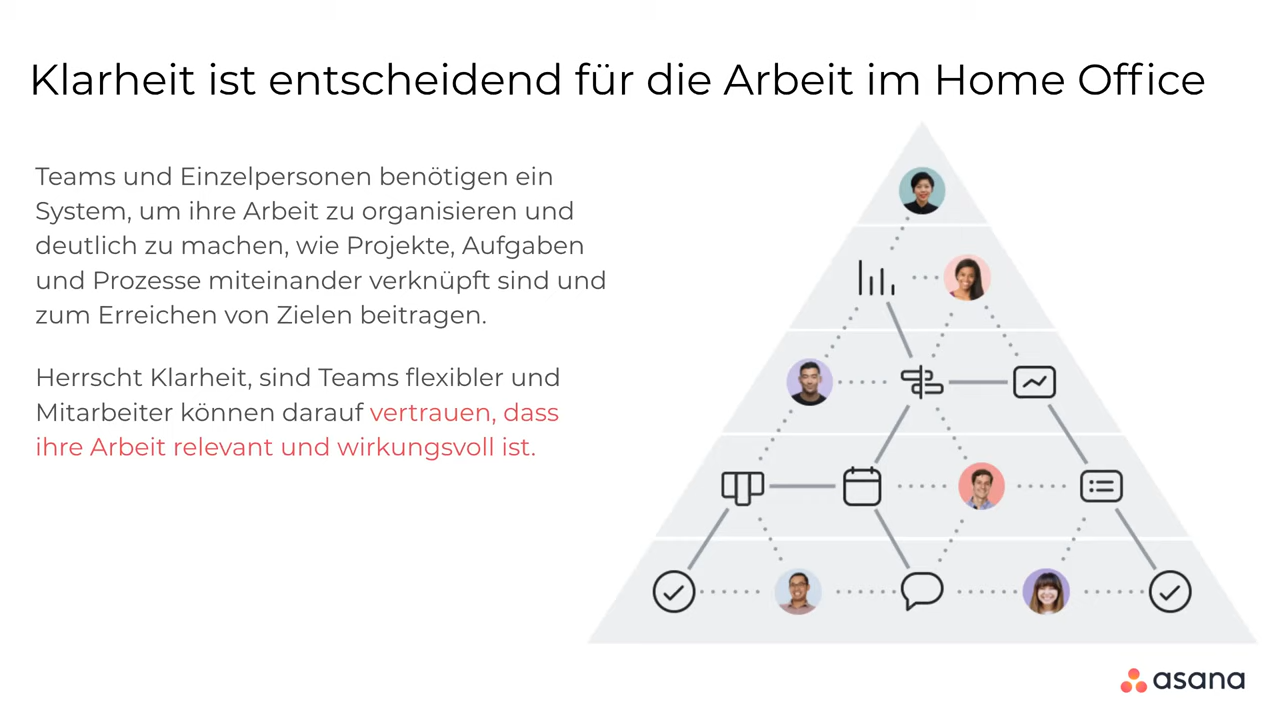 Klarheit ist entscheidend für die Arbeit im Home Office
Teams und Einzelpersonen benötigen ein
System, um ihre Arbeit zu organisieren und
deutlich zu machen, wie Projekte, Aufgaben
und Prozesse miteinander verknüpft sind und
zum Erreichen von Zielen beitragen.
Herrscht Klarheit, sind Teams flexibler und
Mitarbeiter können darauf vertrauen, dass
ihre Arbeit relevant und wirkungsvoll ist.
asana